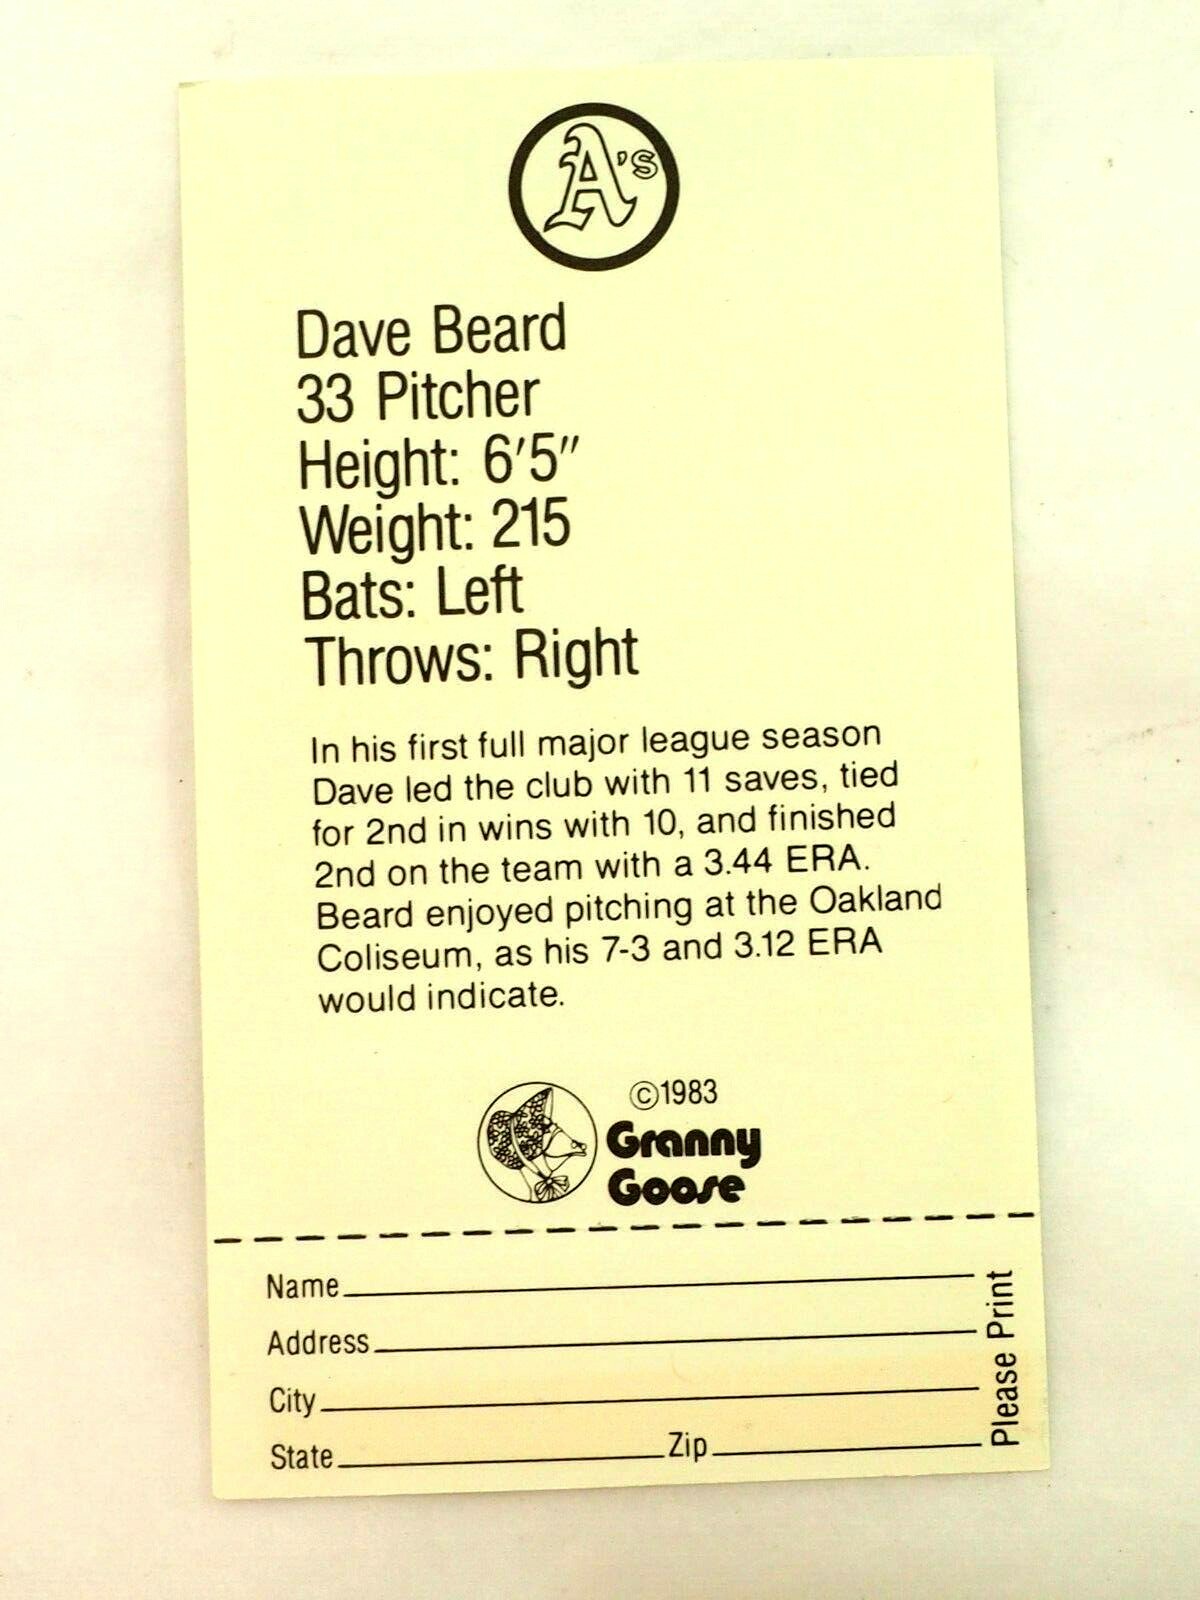 A's
Dave Beard
33 Pitcher
Height: 6'5"
Weight: 215
Bats: Left
Throws: Right
In his first full major league season
Dave led the club with 11 saves, tied
for 2nd in wins with 10, and finished
2nd on the team with a 3.44 ERA.
Beard enjoyed pitching at the Oakland
Coliseum, as his 7-3 and 3.12 ERA
would indicate.
©1983
Granny
Goose
Name
Address
City
State Zip
Please Print